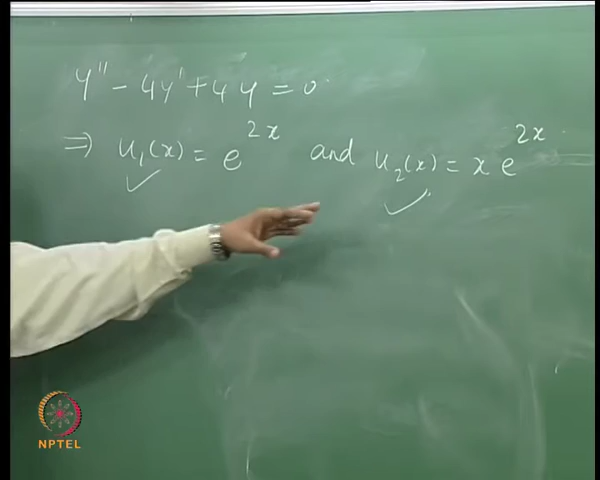 y'' - 4y' + 4y = 0.
⇒ u₁(x) = e^{2x} and u₂(x) = x e^{2x}.
NPTEL